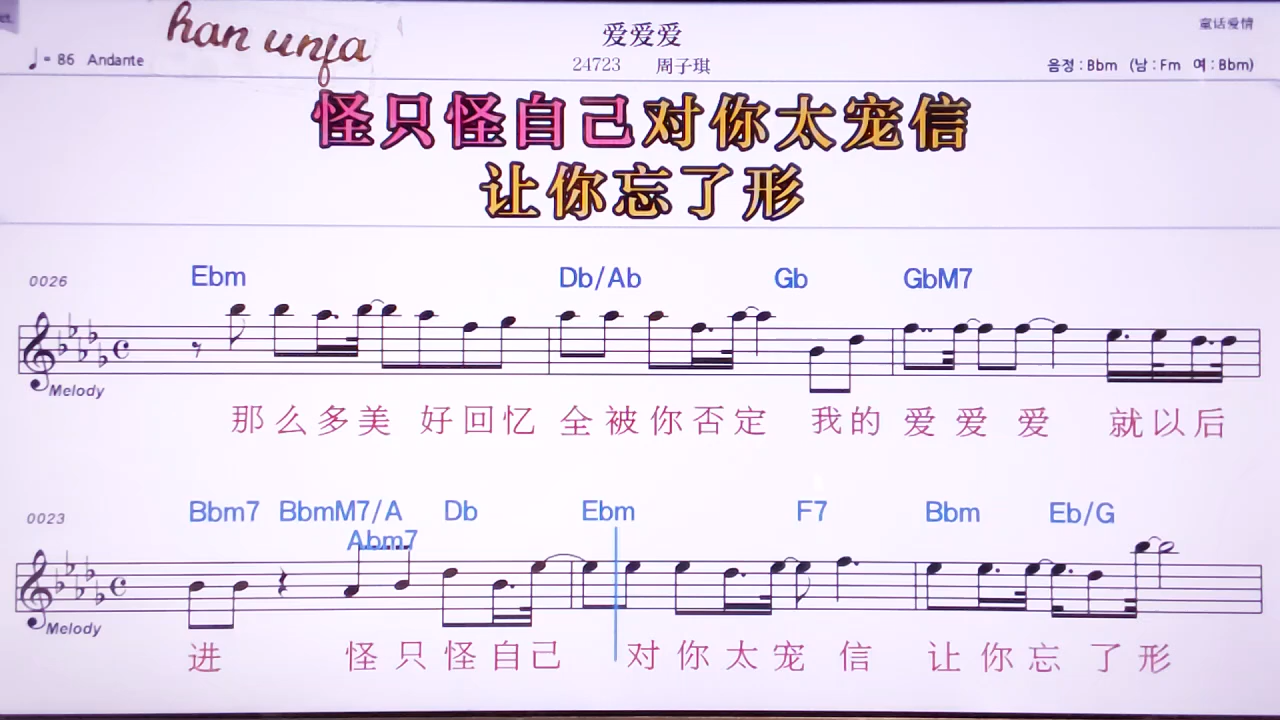 han unja
爱爱爱
童话爱情
♩= 86 Andante
24723 周子琪
음정 : Bbm (남 : Fm 여 : Bbm)
怪只怪自己对你太宠信
让你忘了形
0026
Ebm Db/Ab Gb GbM7
Melody
那么多美 好回忆 全被你否定 我的 爱爱 爱 就以后
0023
Bbm7 BbmM7/A Db Ebm F7 Bbm Eb/G
Abm7
Melody
进 怪只怪自己 对你太宠 信 让你忘 了形